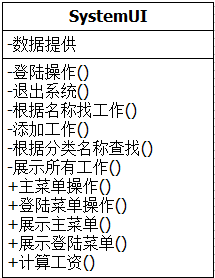 SystemUI
-数据提供
-登陆操作()
-退出系统()
-根据名称找工作()
-添加工作()
-根据分类名称查找()
-展示所有工作()
+主菜单操作()
+登陆菜单操作()
+展示主菜单()
+展示登陆菜单()
+计算工资()